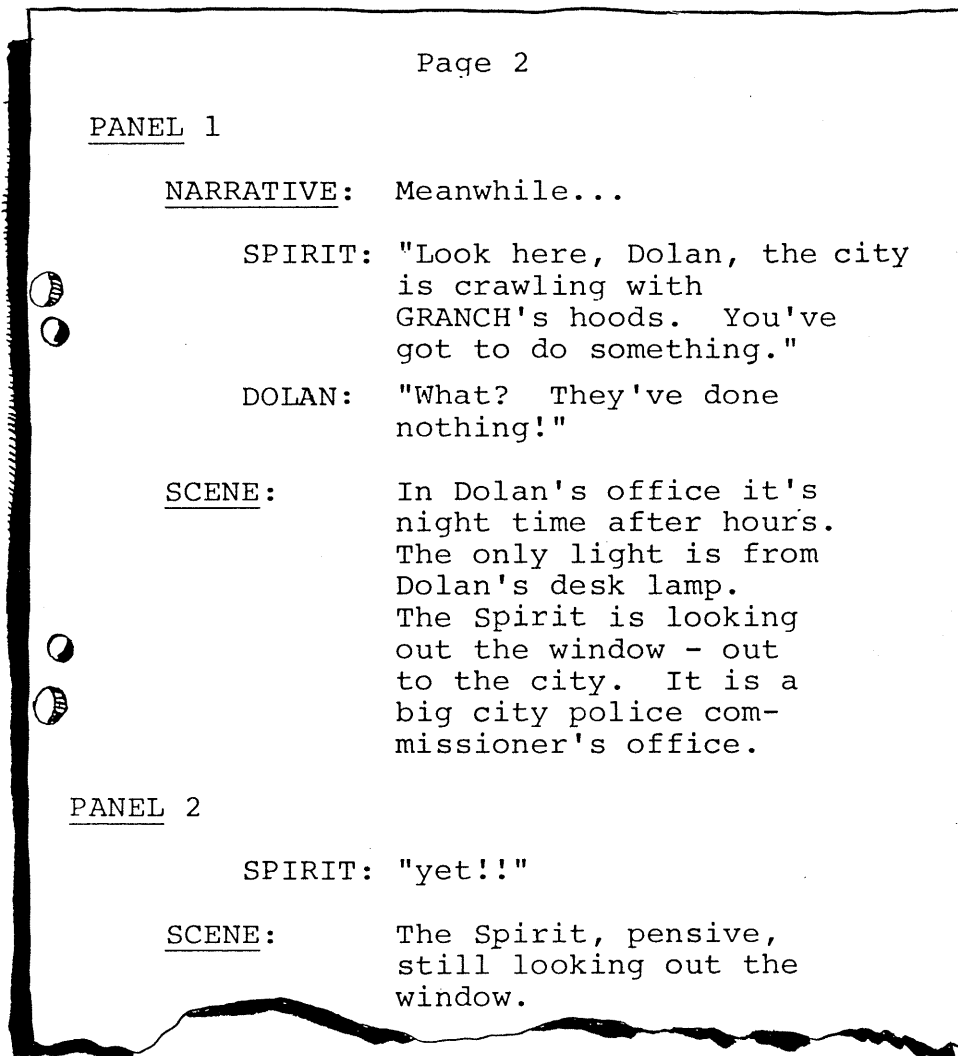 Page 2
PANEL 1
NARRATIVE: Meanwhile...
SPIRIT: "Look here, Dolan, the city
is crawling with
GRANCH's hoods. You've
got to do something."
DOLAN: "What? They've done
nothing!"
SCENE: In Dolan's office it's
night time after hours.
The only light is from
Dolan's desk lamp.
The Spirit is looking
out the window - out
to the city. It is a
big city police com-
missioner's office.
PANEL 2
SPIRIT: "yet!!"
SCENE: The Spirit, pensive,
still looking out the
window.